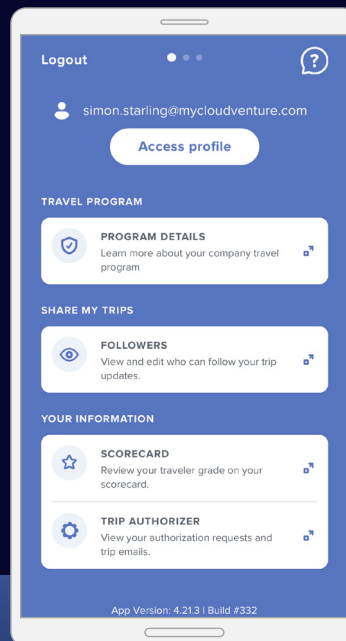 Logout
?
simon.starling@mycloudventure.com
Access profile
TRAVEL PROGRAM
PROGRAM DETAILS
Learn more about your company travel
program
SHARE MY TRIPS
FOLLOWERS
View and edit who can follow your trip
updates.
YOUR INFORMATION
SCORECARD
Review your traveler grade on your
scorecard.
TRIP AUTHORIZER
View your authorization requests and
trip emails.
App Version: 4.21.3 | Build #332